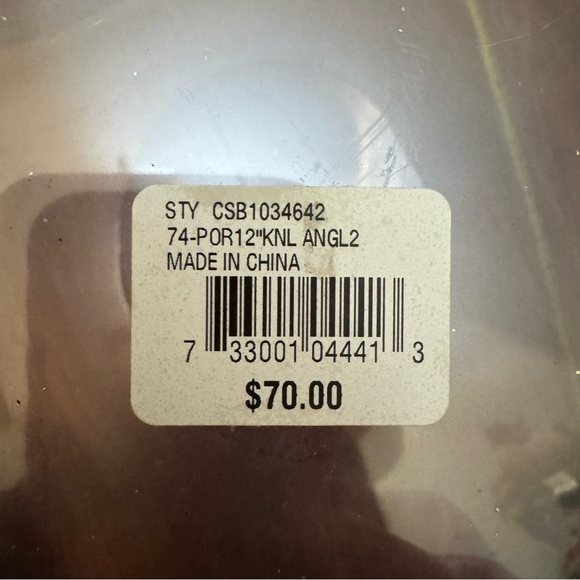 STY CSB1034642
74-POR12"KNL ANGL2
MADE IN CHINA
7 33001 04441 3
$70.00